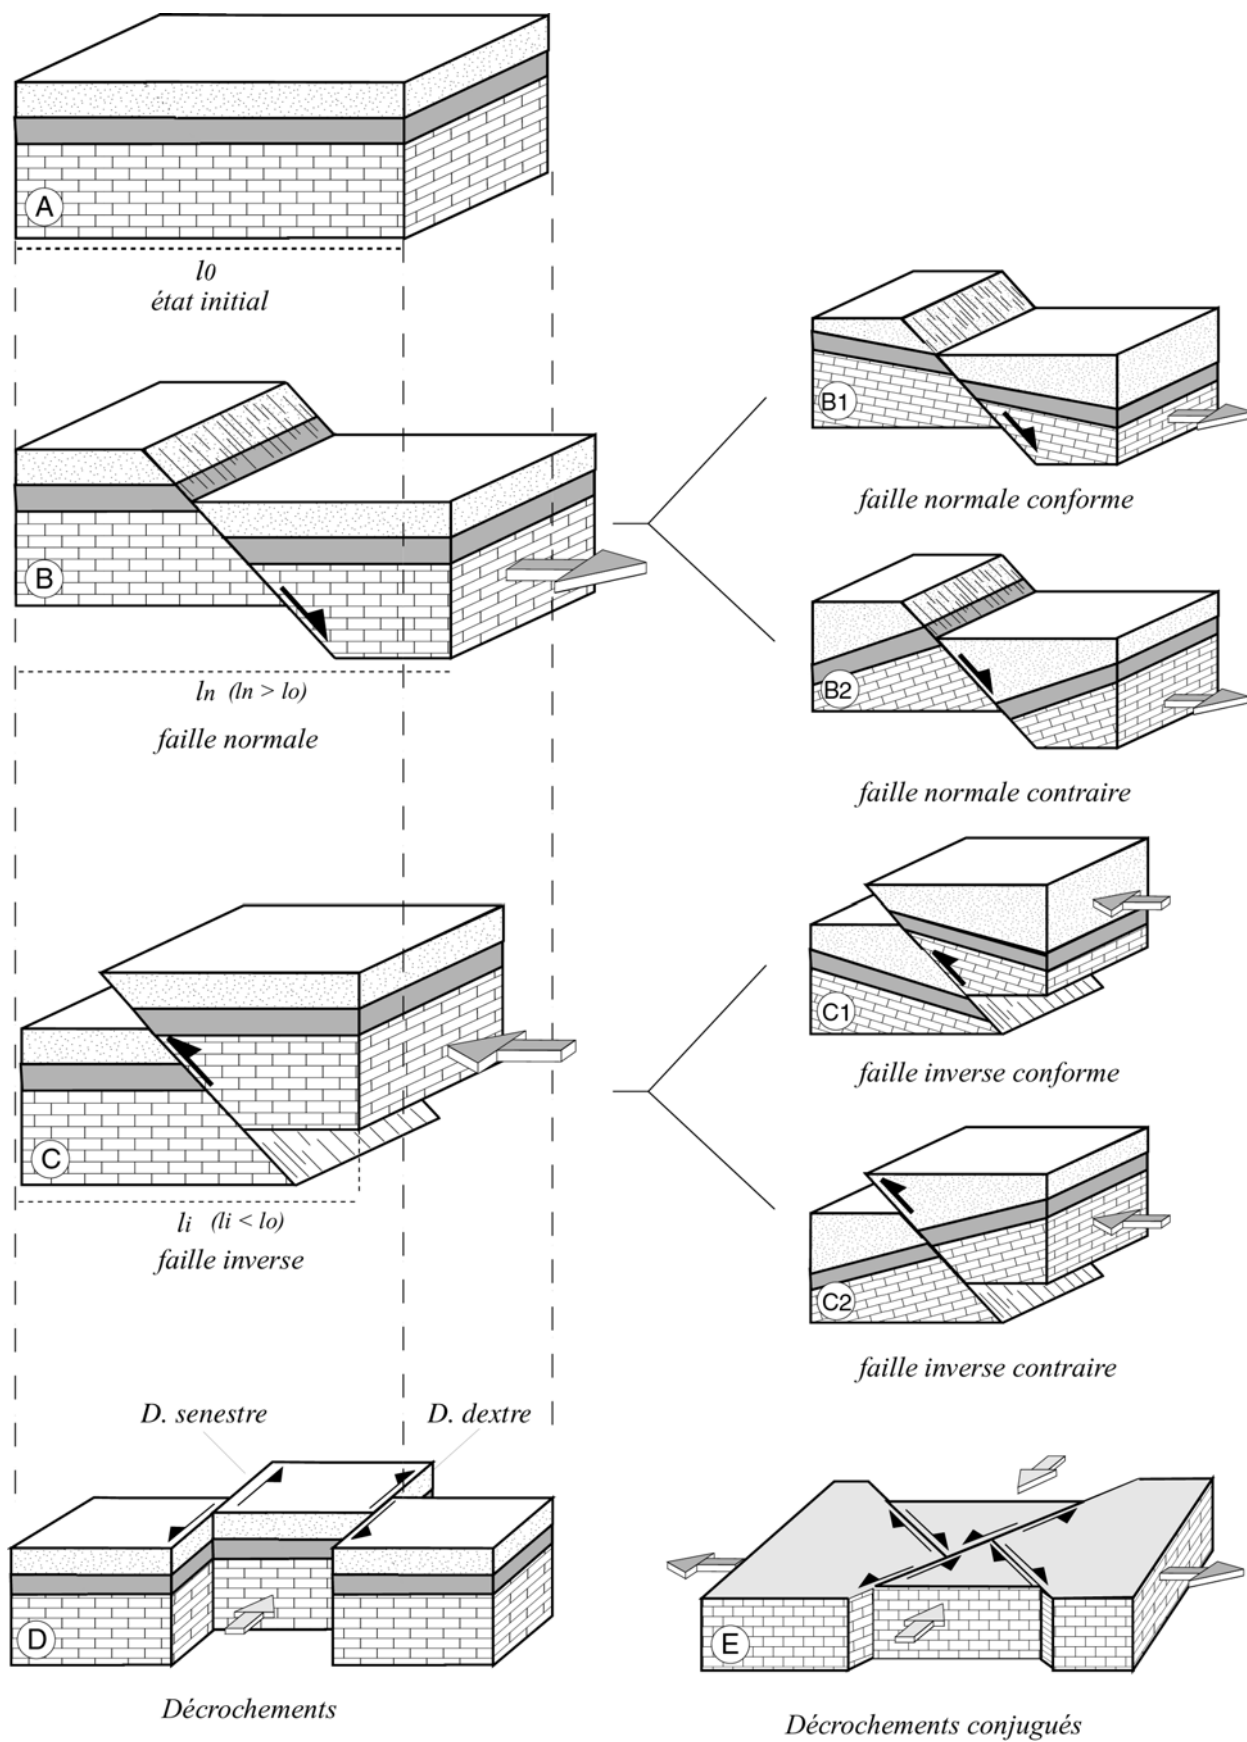 A
l0
état initial
B
ln (ln > lo)
faille normale
B1
faille normale conforme
B2
faille normale contraire
C
li (li < lo)
faille inverse
C1
faille inverse conforme
C2
faille inverse contraire
D. senestre
D. dextre
D
Décrochements
E
Décrochements conjugués